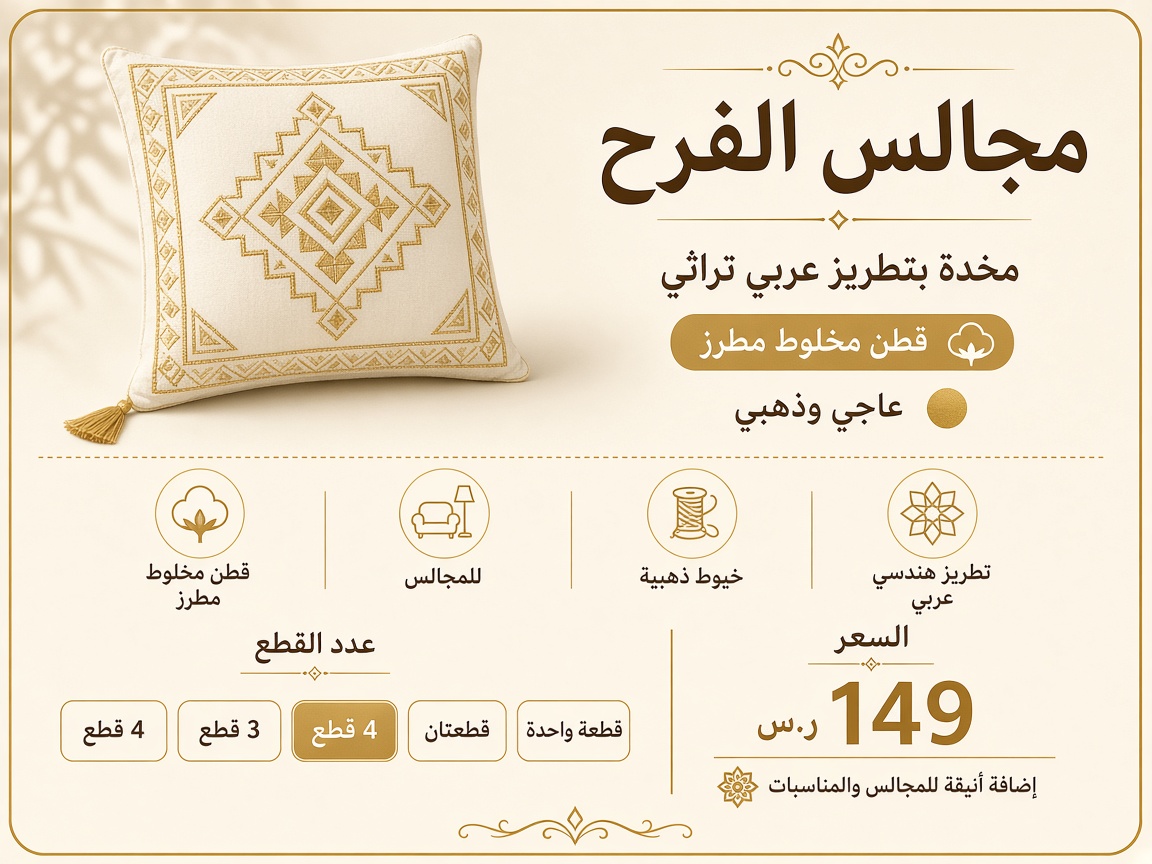 مجالس الفرح
مخدة بتطريز عربي تراثي
قطن مخلوط مطرز
عاجي وذهبي
تطريز هندسي
عربي
خيوط ذهبية
للمجالس
قطن مخلوط
مطرز
السعر
149 ر.س
إضافة أنيقة للمجالس والمناسبات
عدد القطع
قطعة واحدة
قطعتان
4 قطع
3 قطع
4 قطع